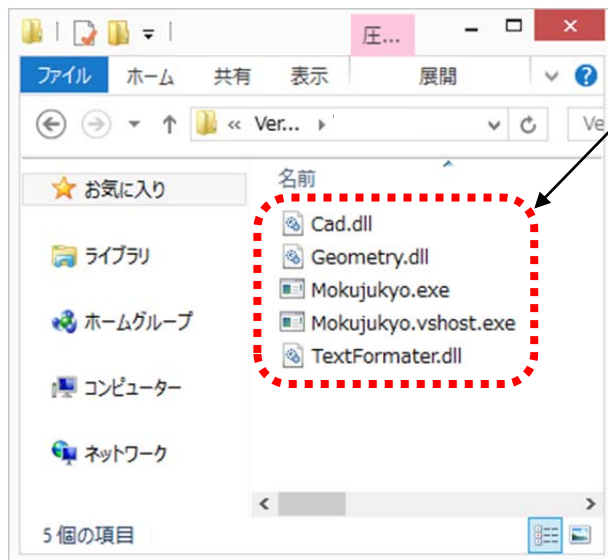 圧...
ファイル ホーム 共有 表示 展開
« Ver... Ve
お気に入り
ライブラリ
ホームグループ
コンピューター
ネットワーク
名前
Cad.dll
Geometry.dll
Mokujukyo.exe
Mokujukyo.vshost.exe
TextFormater.dll
5 個の項目